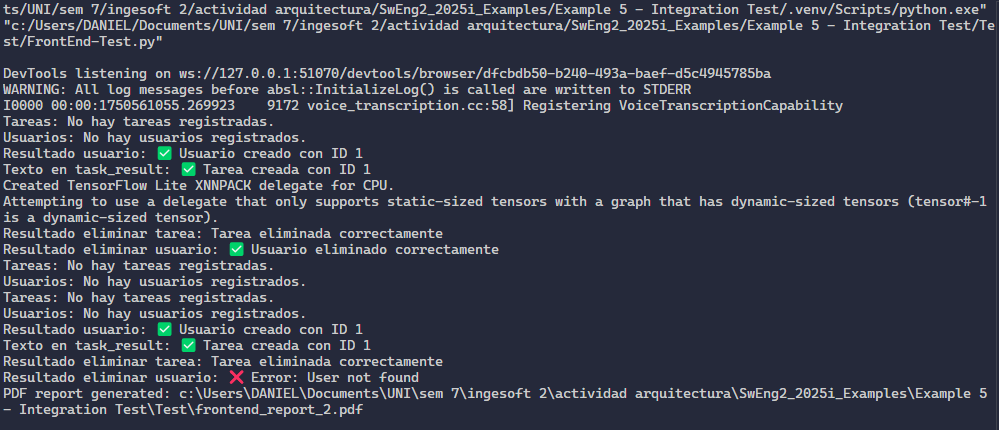 ts/UNI/sem 7/ingesoft 2/actividad arquitectura/SwEng2_2025i_Examples/Example 5 - Integration Test/.venv/Scripts/python.exe"
"c:/Users/DANIEL/Documents/UNI/sem 7/ingesoft 2/actividad arquitectura/SwEng2_2025i_Examples/Example 5 - Integration Test/Te
st/FrontEnd-Test.py"
DevTools listening on ws://127.0.0.1:51070/devtools/browser/dfcbdb50-b240-493a-baef-d5c4945785ba
WARNING: All log messages before absl::InitializeLog() is called are written to STDERR
I0000 00:00:1750561055.269923    9172 voice_transcription.cc:58] Registering VoiceTranscriptionCapability
Tareas: No hay tareas registradas.
Usuarios: No hay usuarios registrados.
Resultado usuario: ✅ Usuario creado con ID 1
Texto en task_result: ✅ Tarea creada con ID 1
Created TensorFlow Lite XNNPACK delegate for CPU.
Attempting to use a delegate that only supports static-sized tensors with a graph that has dynamic-sized tensors (tensor#-1
is a dynamic-sized tensor).
Resultado eliminar tarea: Tarea eliminada correctamente
Resultado eliminar usuario: ✅ Usuario eliminado correctamente
Tareas: No hay tareas registradas.
Usuarios: No hay usuarios registrados.
Tareas: No hay tareas registradas.
Usuarios: No hay usuarios registrados.
Resultado usuario: ✅ Usuario creado con ID 1
Texto en task_result: ✅ Tarea creada con ID 1
Resultado eliminar tarea: Tarea eliminada correctamente
Resultado eliminar usuario: ❌ Error: User not found
PDF report generated: c:\Users\DANIEL\Documents\UNI\sem 7\ingesoft 2\actividad arquitectura\SwEng2_2025i_Examples\Example 5
- Integration Test\Test\frontend_report_2.pdf